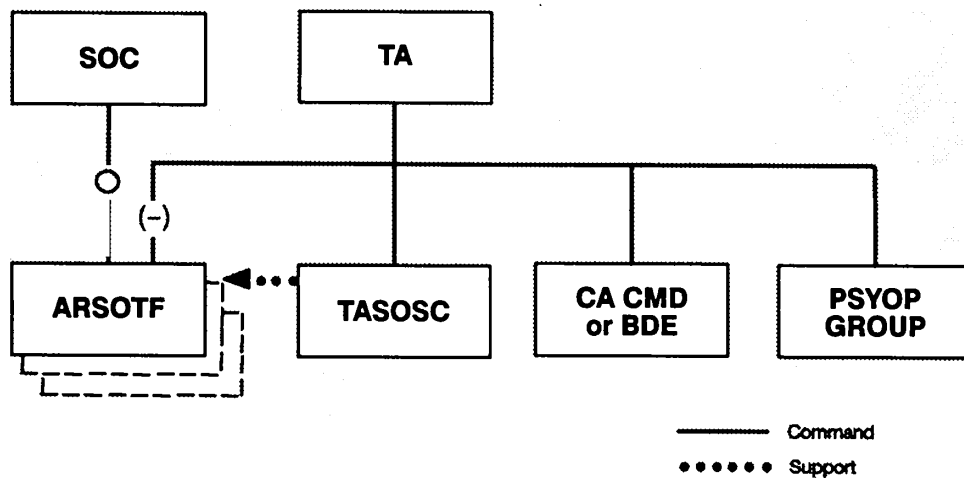 SOC
TA
(–)
ARSOTF
TASOSC
CA CMD
or BDE
PSYOP
GROUP
Command
Support